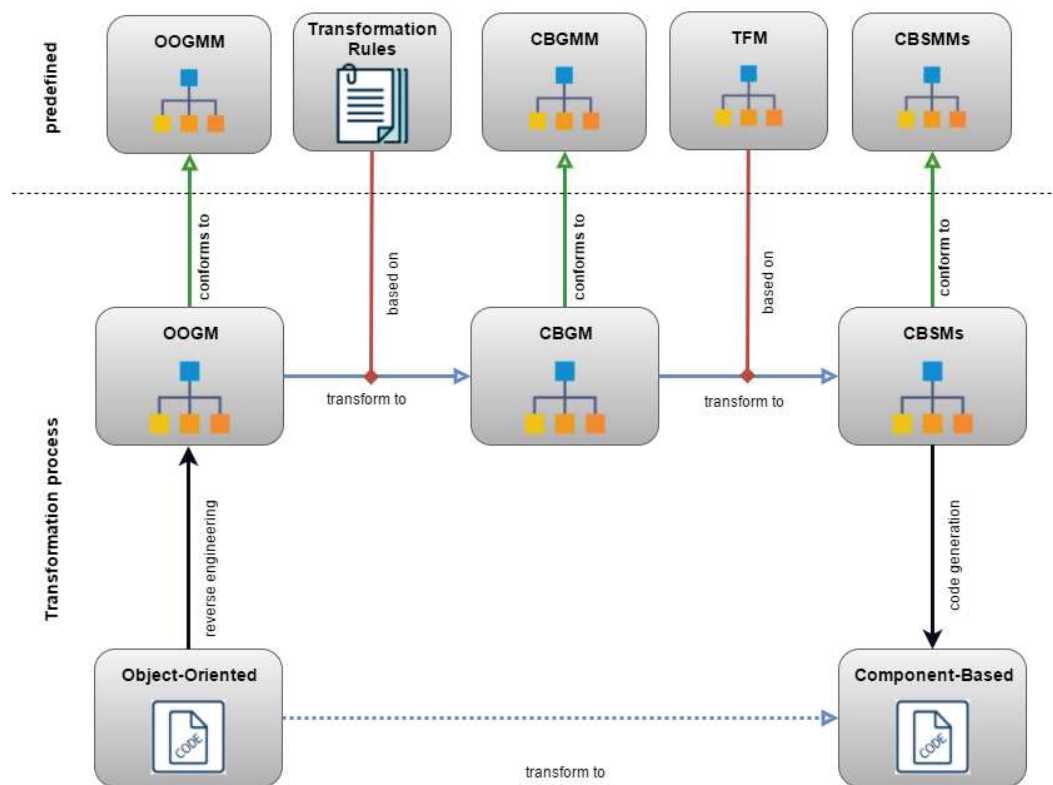 predefined
OOGMM
Transformation
Rules
CBGMM
TFM
CBSMMs
conforms to
based on
conforms to
based on
conforms to
Transformation process
OOGM
CBGM
CBSMs
transform to
transform to
reverse engineering
code generation
Object-Oriented
CODE
Component-Based
CODE
transform to